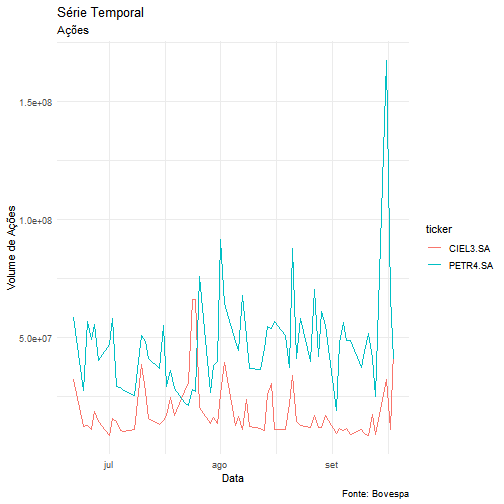 Série Temporal
Ações
Volume de Ações
1.5e+08
1.0e+08
5.0e+07
jul
ago
set
Data
ticker
CIEL3.SA
PETR4.SA
Fonte: Bovespa